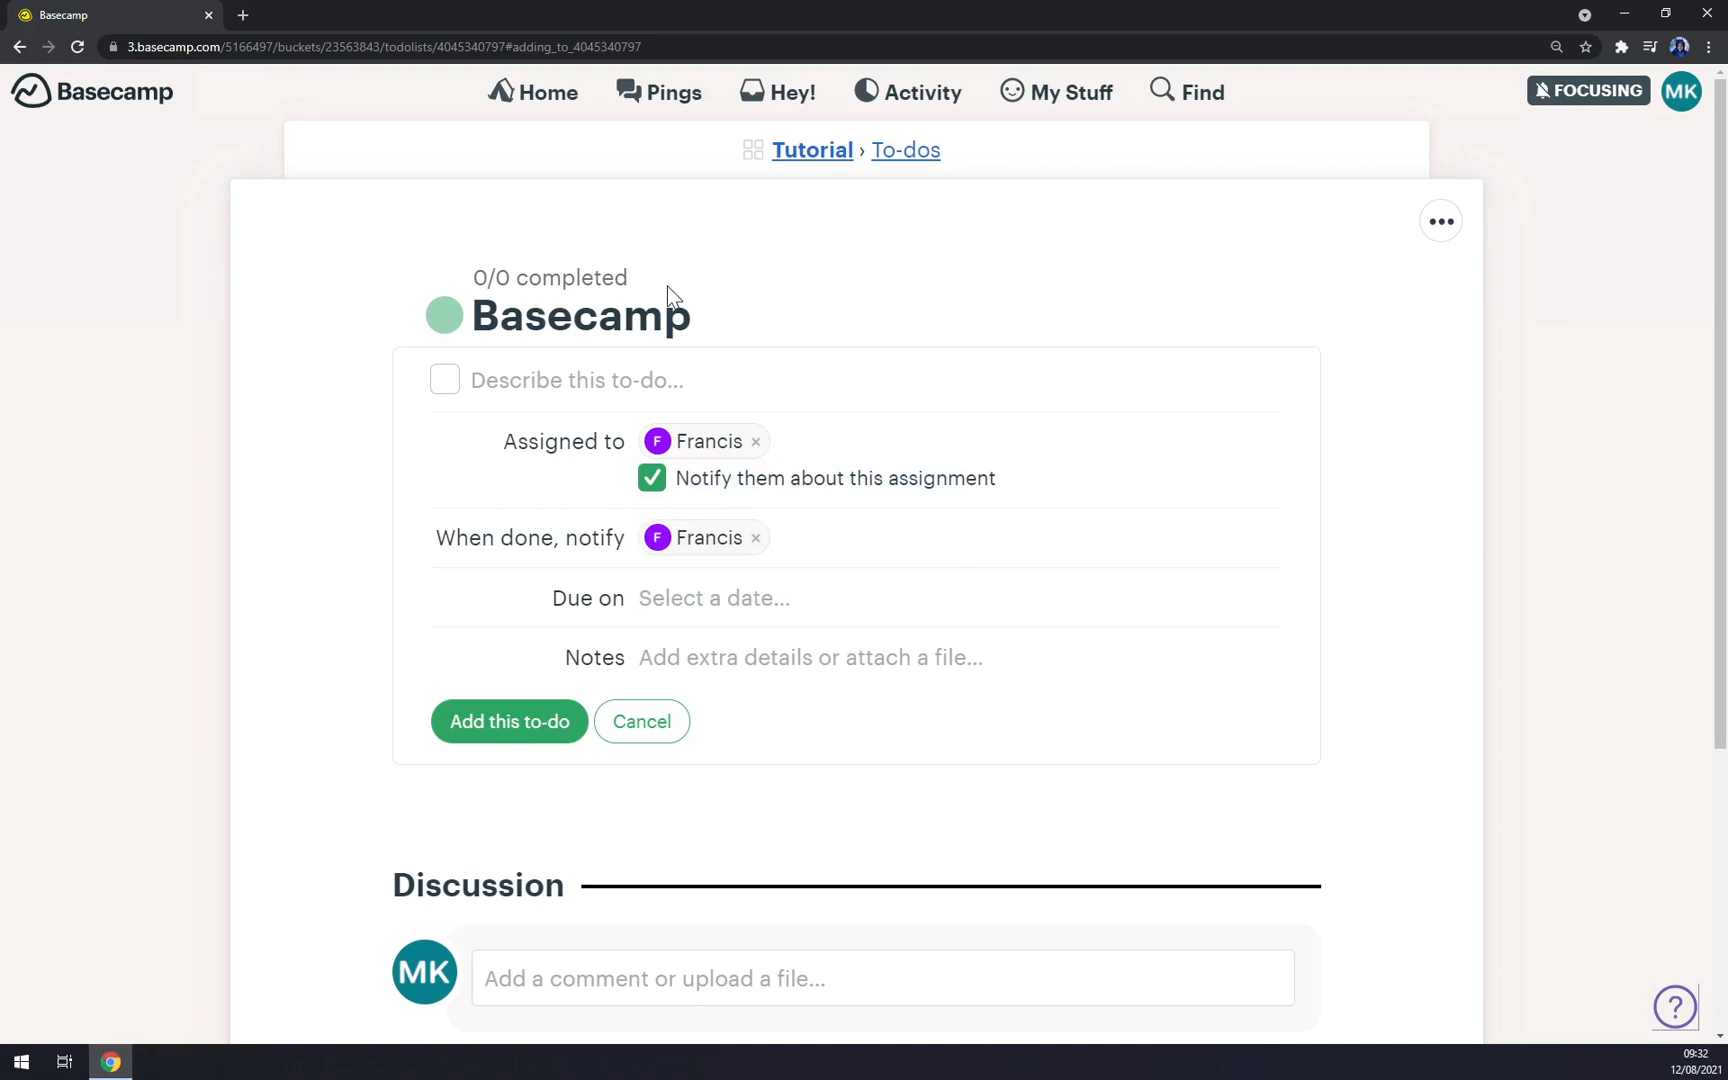 Basecamp
3.basecamp.com/5166497/buckets/23563843/todolists/4045340797#adding_to_4045340797
Basecamp
Home
Pings
Hey!
Activity
My Stuff
Find
FOCUSING
MK
Tutorial › To-dos
0/0 completed
Basecamp
Describe this to-do...
Assigned to F Francis ×
Notify them about this assignment
When done, notify F Francis ×
Due on Select a date...
Notes Add extra details or attach a file...
Add this to-do
Cancel
Discussion
MK
Add a comment or upload a file...
?
09:32
12/08/2021